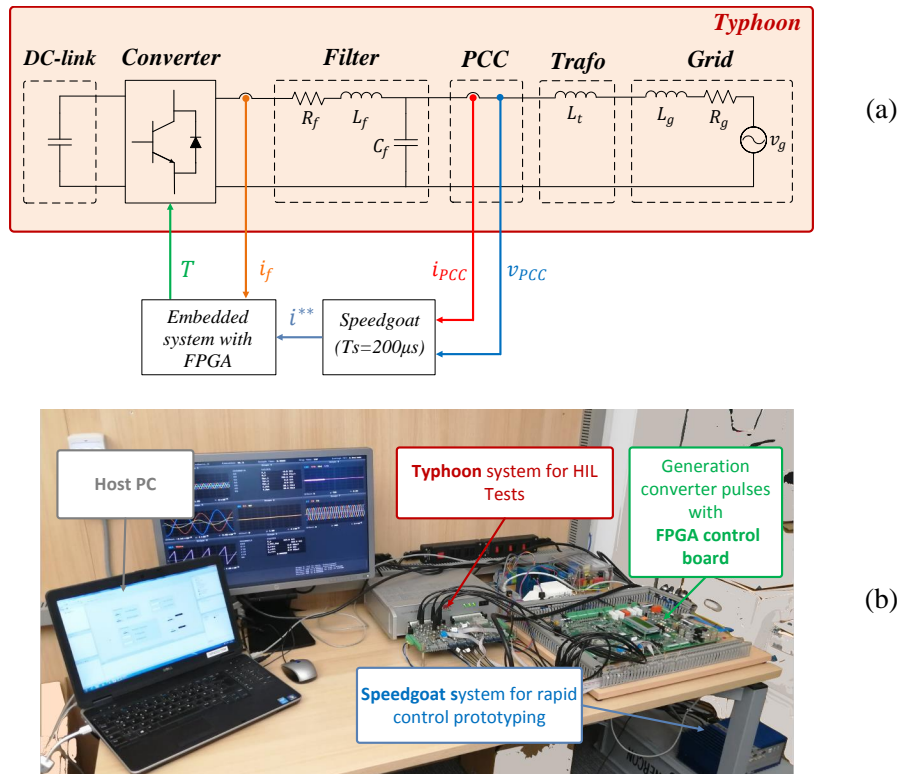 Typhoon
DC-link Converter Filter PCC Trafo Grid
R_f L_f C_f L_t L_g R_g v_g
(a)
T i_f i_PCC v_PCC
Embedded
system with
FPGA
i**
Speedgoat
(Ts=200μs)
Host PC
Typhoon system for HIL
Tests
Generation
converter pulses
with
FPGA control
board
(b)
Speedgoat system for rapid
control prototyping